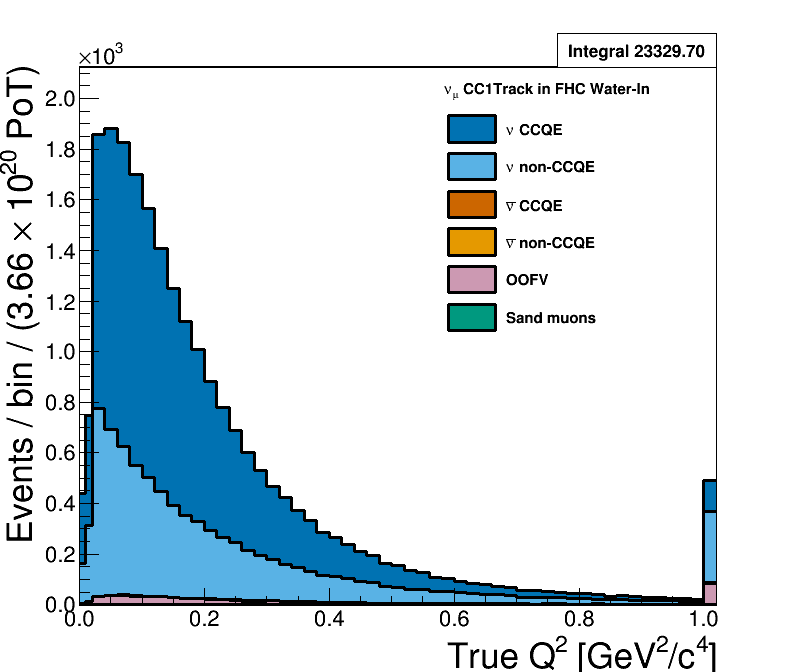 Integral 23329.70
×10³
ν_μ CC1Track in FHC Water-In
ν CCQE
ν non-CCQE
ν̅ CCQE
ν̅ non-CCQE
OOFV
Sand muons
Events / bin / (3.66 × 10²⁰ PoT)
2.0
1.8
1.6
1.4
1.2
1.0
0.8
0.6
0.4
0.2
0.0
0.0 0.2 0.4 0.6 0.8 1.0
True Q² [GeV²/c⁴]